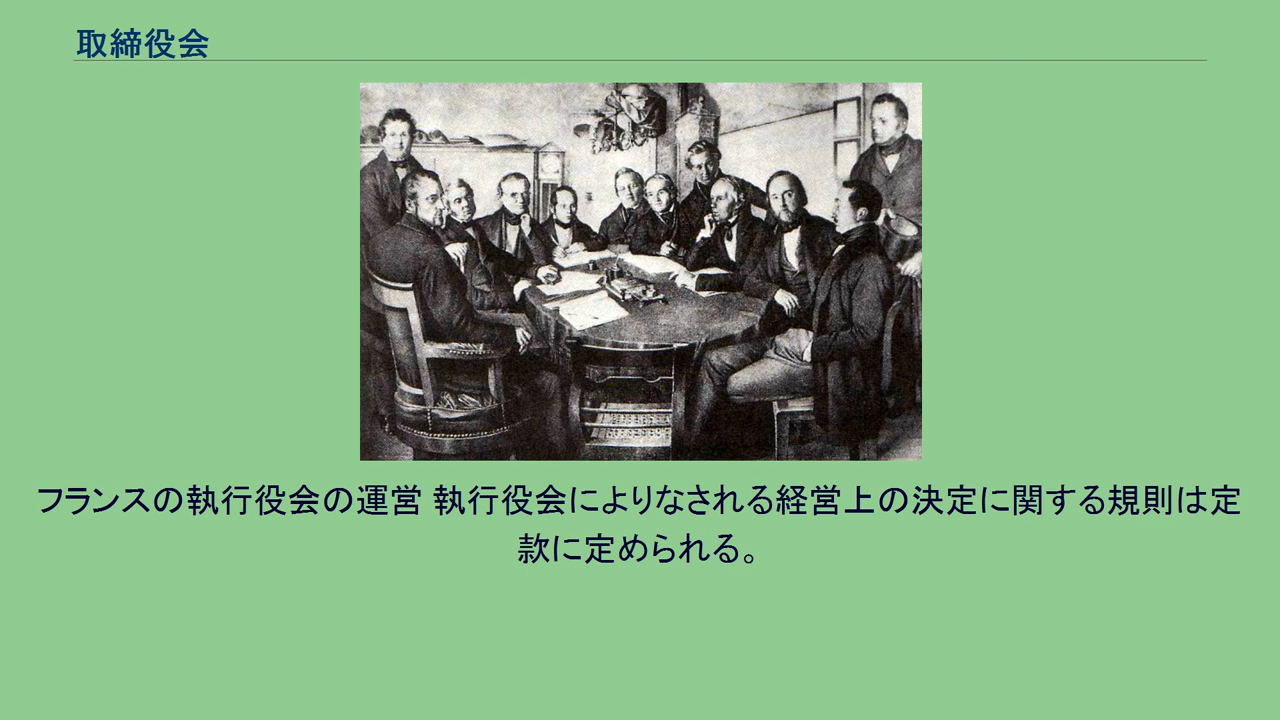 取締役会
フランスの執行役会の運営 執行役会によりなされる経営上の決定に関する規則は定
款に定められる。